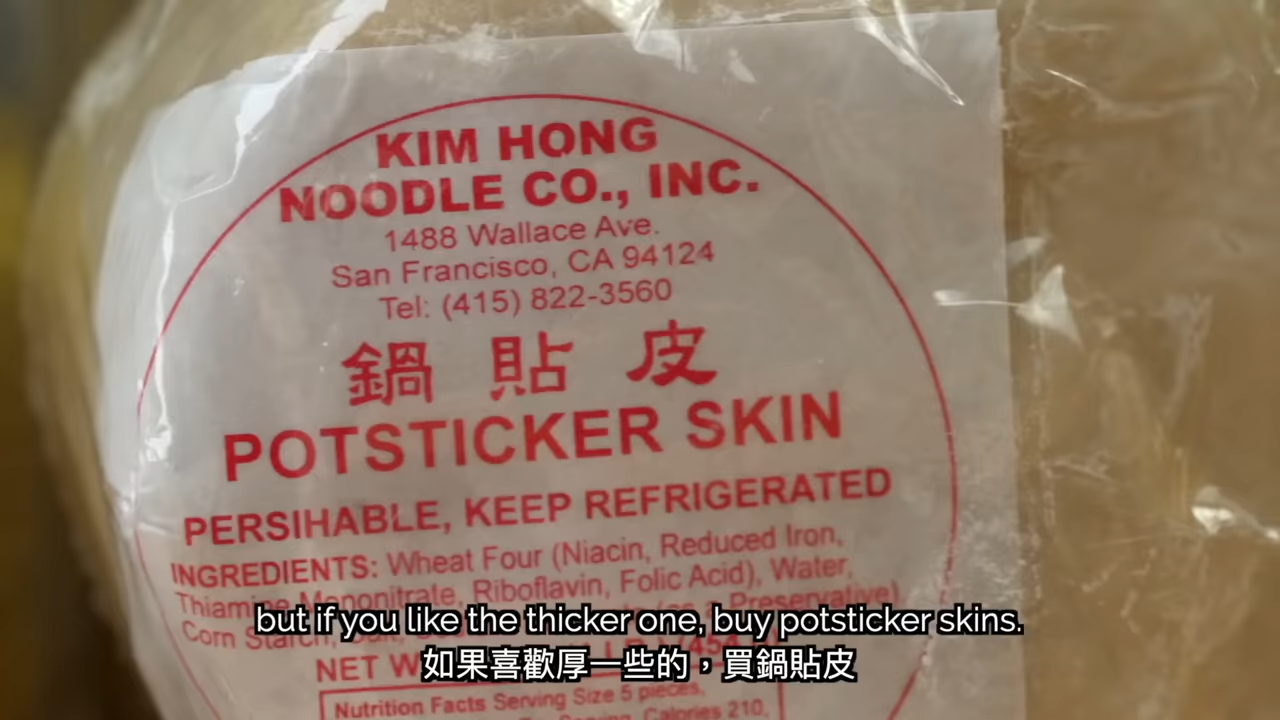 KIM HONG
NOODLE CO., INC.
1488 Wallace Ave.
San Francisco, CA 94124
Tel: (415) 822-3560
鍋 貼 皮
POTSTICKER SKIN
PERSIHABLE, KEEP REFRIGERATED
INGREDIENTS: Wheat Four (Niacin, Reduced Iron,
Thiamine Mononitrate, Riboflavin, Folic Acid), Water,
Corn Starch, Preservative)
but if you like the thicker one, buy potsticker skins.
NET
如果喜歡厚一些的，買鍋貼皮
Nutrition Facts Serving Size 5 pieces,
Calories 210,